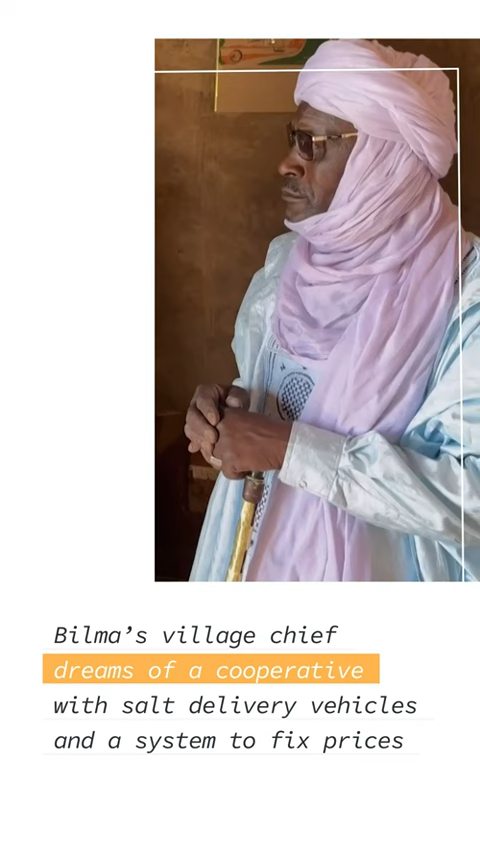 Bilma’s village chief
dreams of a cooperative
with salt delivery vehicles
and a system to fix prices